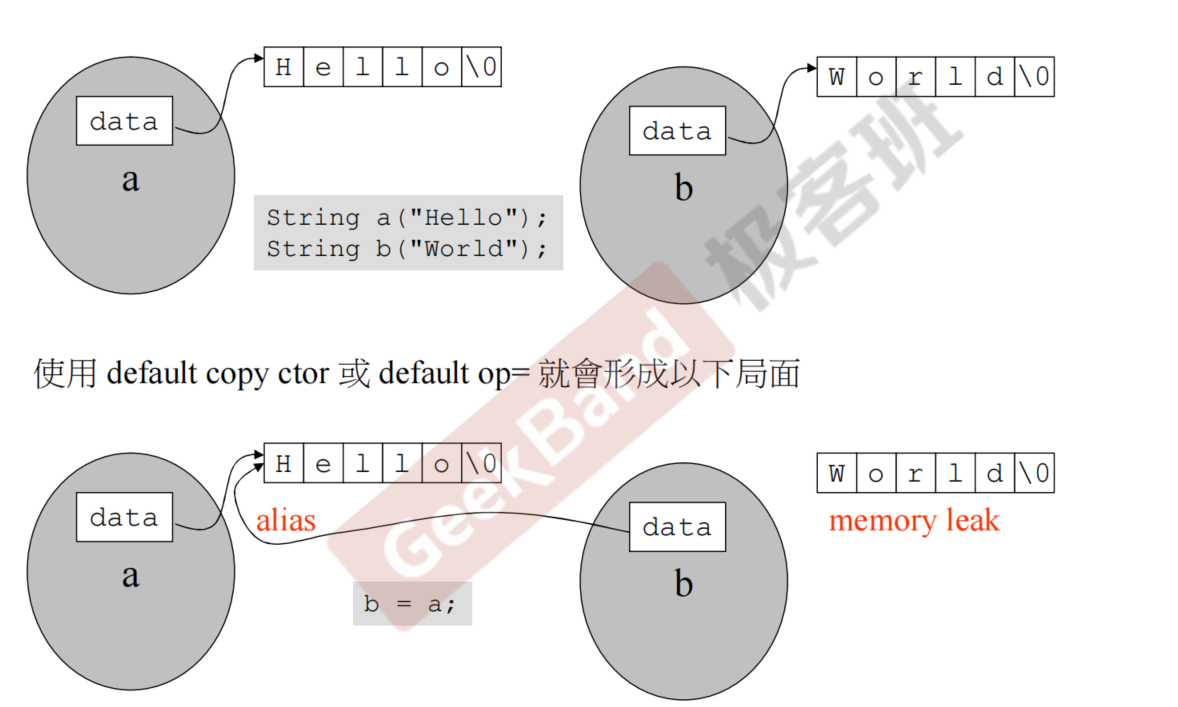 H e l l o \0
W o r l d \0
data
data
a
b
String a("Hello");
String b("World");
极客班
GeekBand
使用 default copy ctor 或 default op= 就會形成以下局面
H e l l o \0
W o r l d \0
alias
memory leak
data
data
a
b
b = a;